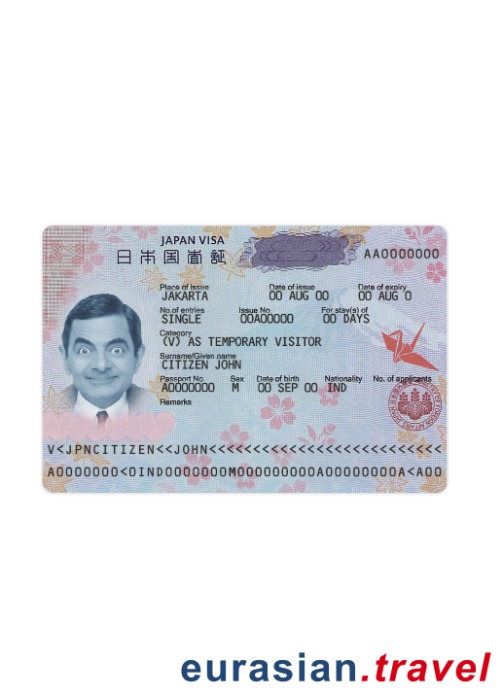 JAPAN VISA
日本国査証 AA0000000
Place of issue Date of issue Date of expiry
JAKARTA 00 AUG 00 00 AUG 0
No.of entries Issue No. For stay(s) of
SINGLE 00A00000 00 DAYS
Category
(V) AS TEMPORARY VISITOR
Surname/Given name
CITIZEN JOHN
Passport No. Sex Date of birth Nationality No. of applicants
A0000000 M 00 SEP 00 IND
Remarks
V<JPNCITIZEN<<JOHN<<<<<<<<<<<<<<<<<<<<<<<<<<
A0000000<0IND0000000M00000000A00000000A<A00
eurasian.travel